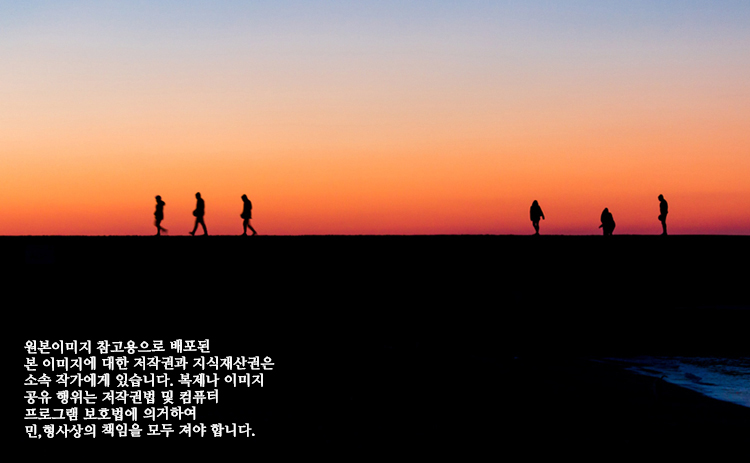 원본이미지 참고용으로 배포된
본 이미지에 대한 저작권과 지식재산권은
소속 작가에게 있습니다. 복제나 이미지
공유 행위는 저작권법 및 컴퓨터
프로그램 보호법에 의거하여
민,형사상의 책임을 모두 져야 합니다.